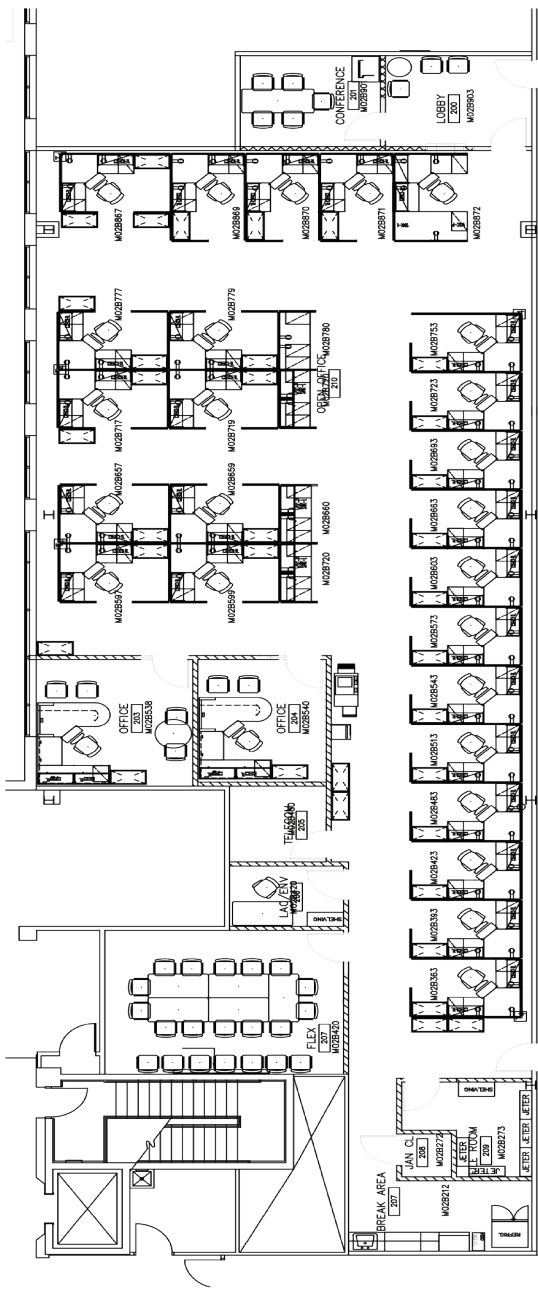 CONFERENCE
201
M02B901
LOBBY
200
M02B903
M02B867
M02B869
M02B870
M02B871
M02B872
M02B777
M02B779
M02B780
M02B717
M02B719
OPEN OFFICE
210
M02B753
M02B723
M02B693
M02B663
M02B603
M02B573
M02B543
M02B513
M02B483
M02B423
M02B393
M02B363
M02B657
M02B659
M02B660
M02B597
M02B599
M02B720
OFFICE
203
M02B538
OFFICE
204
M02B540
TELECOM
205
LAC/ENV
SHELVING
FLEX
207
M02B420
SHELVING
JAN CL.
208
M02B272
E ROOM
209
M02B273
JETER
JETER
JETER
JETER
JETER
BREAK AREA
207
M02B212
REFRIG.